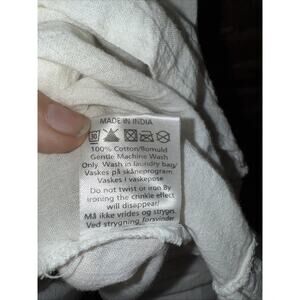 MADE IN INDIA
30
100% Cotton/Bomuld
Gentle Machine Wash
Only. Wash in laundry bag/
Vaskes på skåneprogram.
Vaskes i vaskepose
Do not twist or iron By
ironing the crinkle effect
will disappear/
Må ikke vrides og stryges.
Ved strygning forsvinder